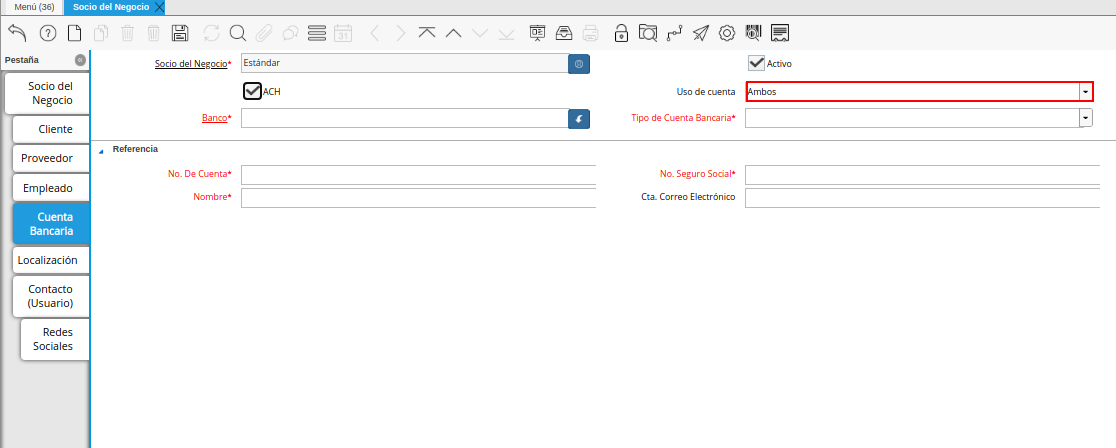 Menú (36)
Socio del Negocio
Pestaña
Socio del
Negocio
Cliente
Proveedor
Empleado
Cuenta
Bancaria
Localización
Contacto
(Usuario)
Redes
Sociales
Socio del Negocio* Estándar
Activo
ACH
Uso de cuenta Ambos
Banco*
Tipo de Cuenta Bancaria*
Referencia
No. De Cuenta*
No. Seguro Social*
Nombre*
Cta. Correo Electrónico